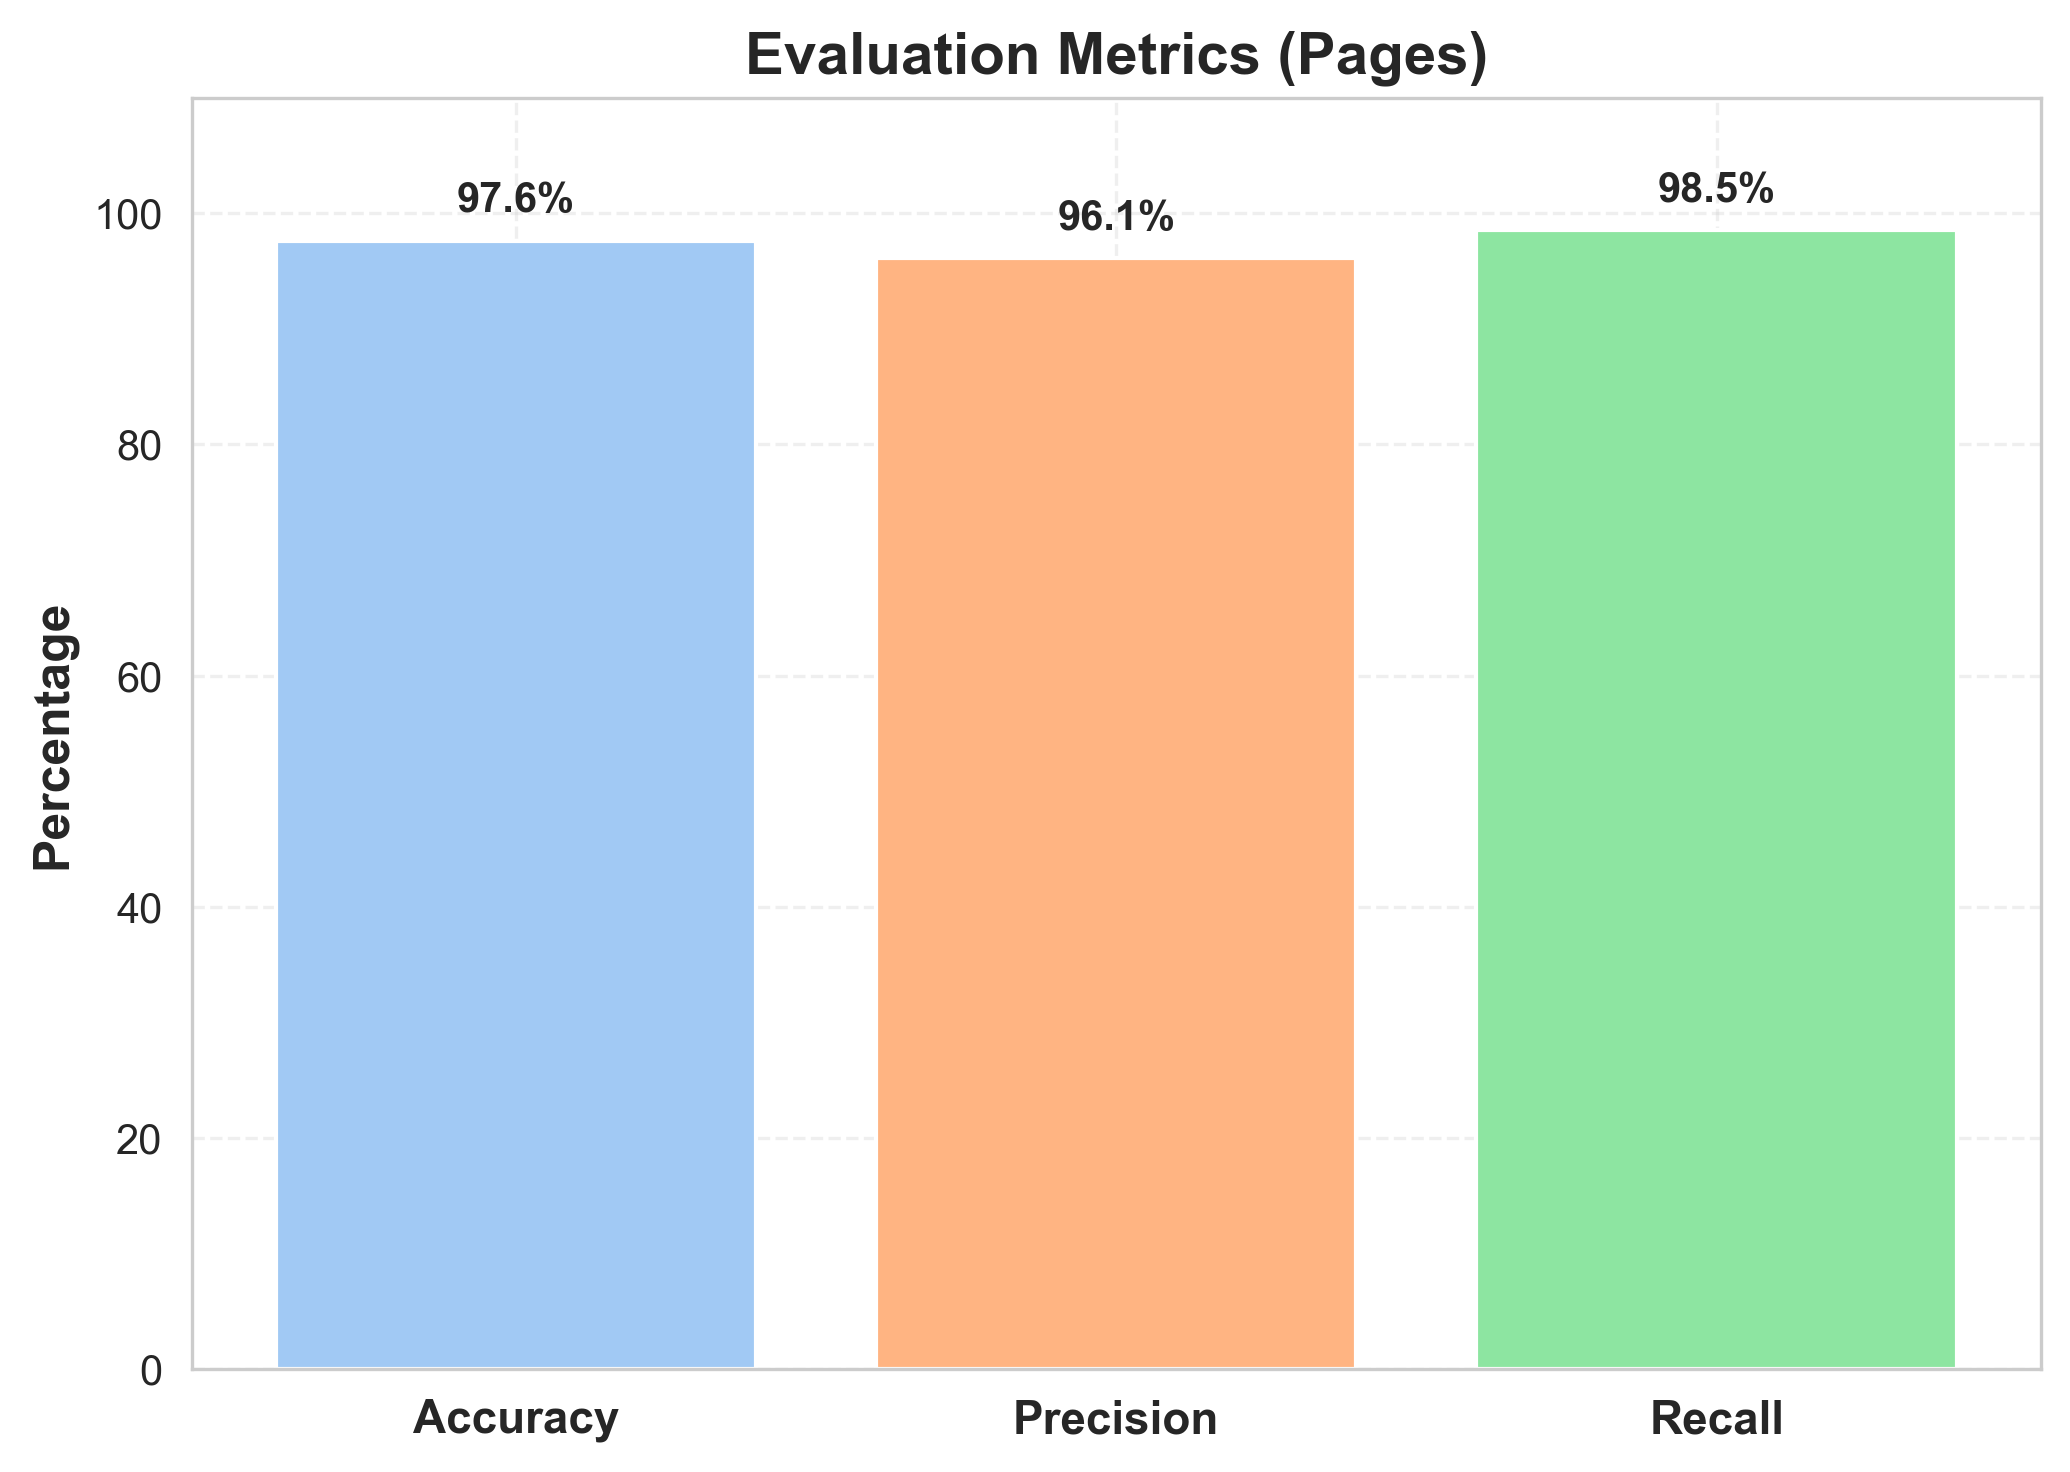 Evaluation Metrics (Pages)
97.6%
96.1%
98.5%
100
80
60
40
20
0
Percentage
Accuracy
Precision
Recall